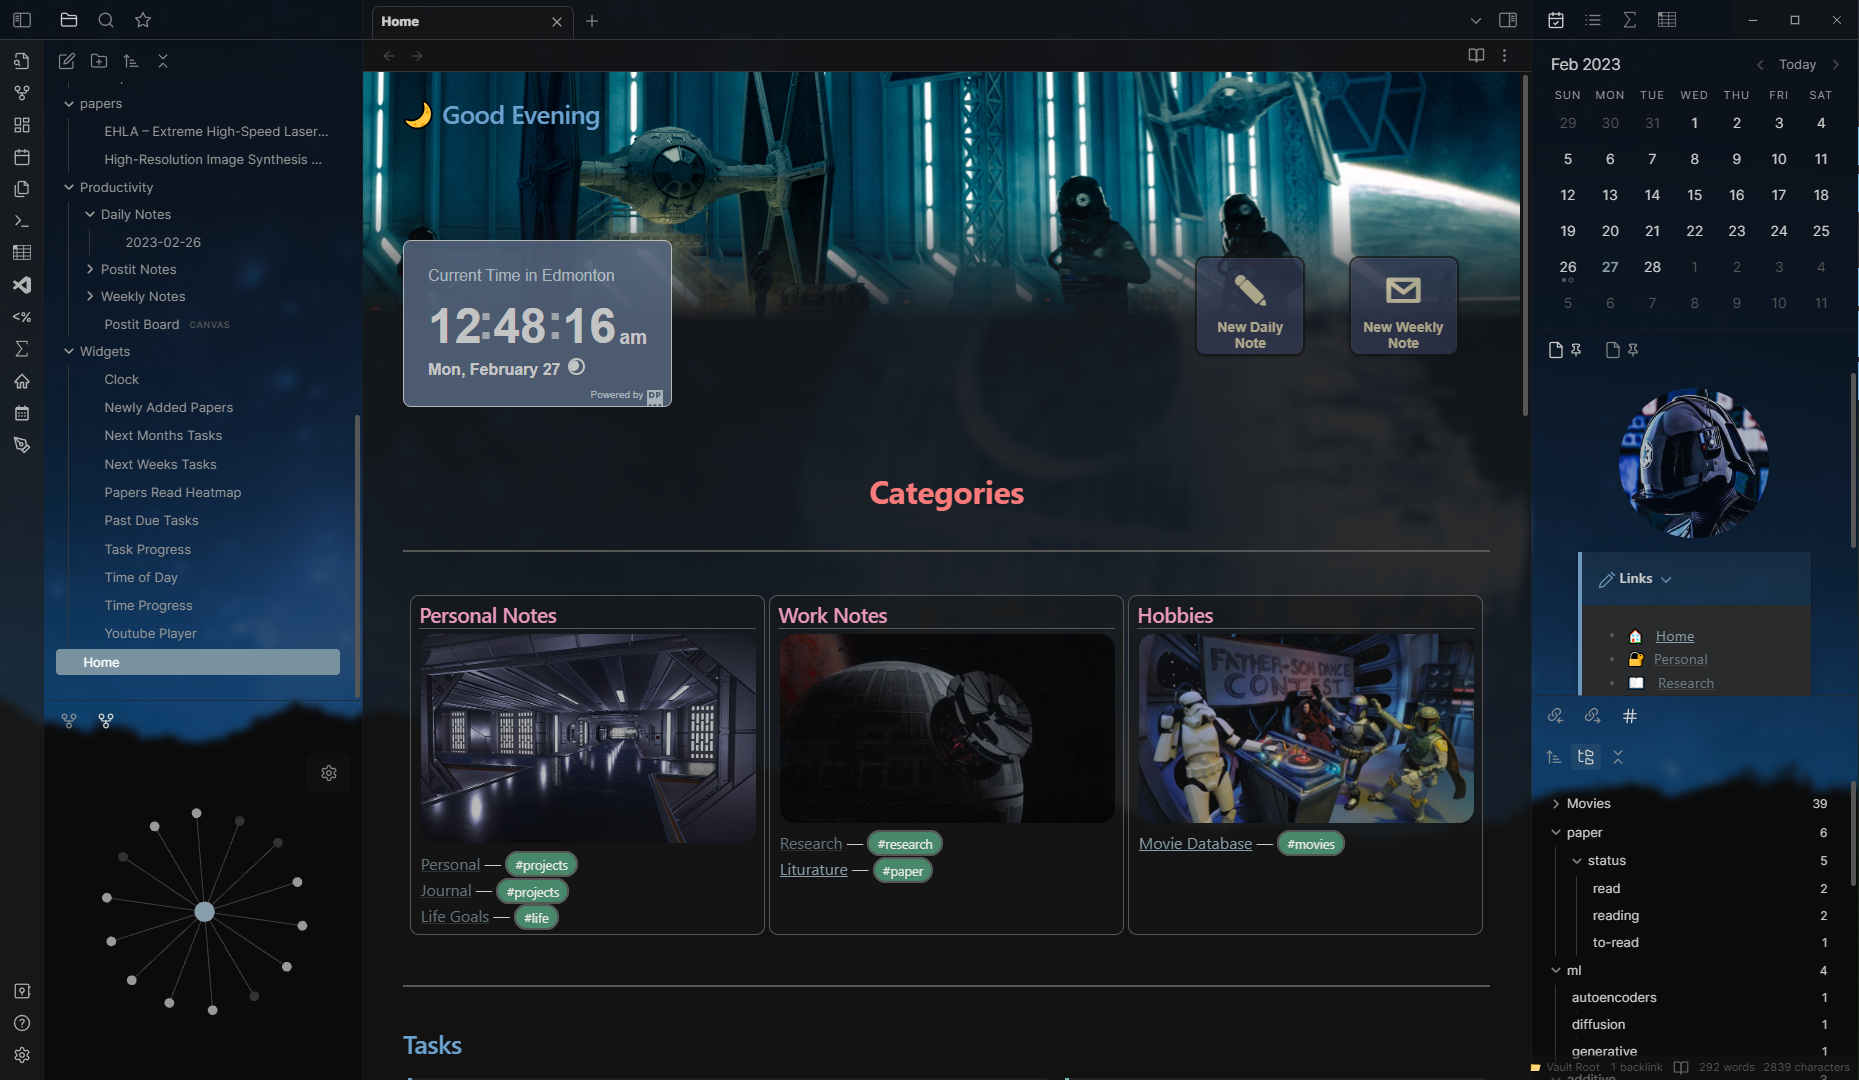 Home
papers
EHLA – Extreme High-Speed Laser...
High-Resolution Image Synthesis ...
Productivity
Daily Notes
2023-02-26
Postit Notes
Weekly Notes
Postit Board CANVAS
Widgets
Clock
Newly Added Papers
Next Months Tasks
Next Weeks Tasks
Papers Read Heatmap
Past Due Tasks
Task Progress
Time of Day
Time Progress
Youtube Player
Home
🌙 Good Evening
Current Time in Edmonton
12:48:16 am
Mon, February 27
Powered by DP
New Daily
Note
New Weekly
Note
Categories
Personal Notes
Personal — #projects
Journal — #projects
Life Goals — #life
Work Notes
Research — #research
Liturature — #paper
Hobbies
FATHER-SON DANCE
CONTEST
Movie Database — #movies
Tasks
Feb 2023 Today
SUN MON TUE WED THU FRI SAT
29 30 31 1 2 3 4
5 6 7 8 9 10 11
12 13 14 15 16 17 18
19 20 21 22 23 24 25
26 27 28 1 2 3 4
5 6 7 8 9 10 11
Links
Home
Personal
Research
Movies 39
paper 6
status 5
read 2
reading 2
to-read 1
ml 4
autoencoders 1
diffusion 1
generative 1
additive
Vault Root 1 backlink 292 words 2839 characters